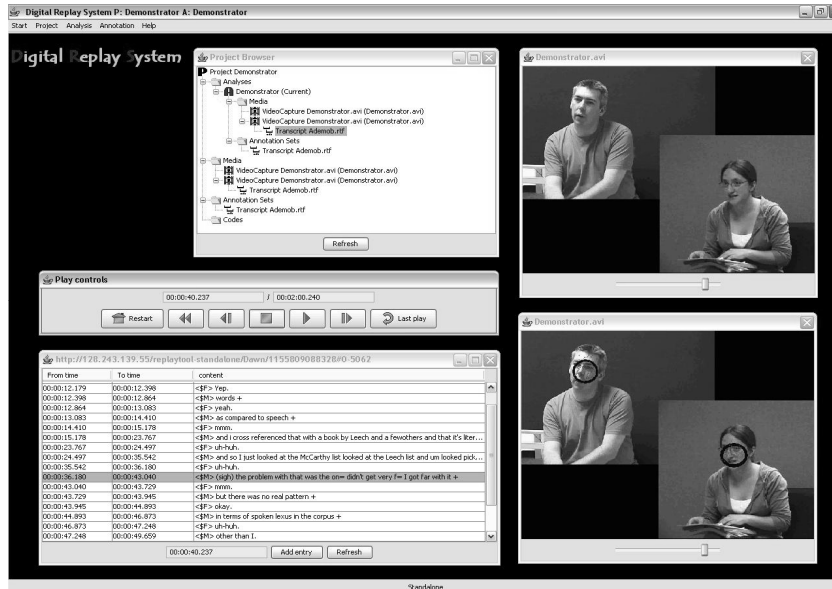 Digital Replay System P: Demonstrator A: Demonstrator
Start Project Analysis Annotation Help
Digital Replay System
Project Browser
Project Demonstrator
Analyses
Demonstrator (Current)
Media
VideoCapture Demonstrator.avi (Demonstrator.avi)
VideoCapture Demonstrator.avi (Demonstrator.avi)
Transcript Ademob.rtf
Annotation Sets
Transcript Ademob.rtf
Media
VideoCapture Demonstrator.avi (Demonstrator.avi)
VideoCapture Demonstrator.avi (Demonstrator.avi)
Transcript Ademob.rtf
Annotation Sets
Transcript Ademob.rtf
Codes
Refresh
Demonstrator.avi
Play controls
00:00:40.237 / 00:02:00.240
Restart Last play
http://128.243.139.55/replaytool-standalone/Dawn/1155809088328#0-5062
From time To time content
00:00:12.179 00:00:12.398 <$F> Yep.
00:00:12.398 00:00:12.864 <$M> words +
00:00:12.864 00:00:13.083 <$F> yeah.
00:00:13.083 00:00:14.410 <$M> as compared to speech +
00:00:14.410 00:00:15.178 <$F> mmm.
00:00:15.178 00:00:23.767 <$M> and i cross referenced that with a book by Leech and a fewothers and that it's liter...
00:00:23.767 00:00:24.497 <$F> uh-huh.
00:00:24.497 00:00:35.542 <$M> and so I just looked at the McCarthy list looked at the Leech list and um looked pick...
00:00:35.542 00:00:36.180 <$F> uh-huh.
00:00:36.180 00:00:43.040 <$M> (sigh) the problem with that was the on= didn't get very f= I got far with it +
00:00:43.040 00:00:43.729 <$F> mmm.
00:00:43.729 00:00:43.945 <$M> but there was no real pattern +
00:00:43.945 00:00:44.893 <$F> okay.
00:00:44.893 00:00:46.873 <$M> in terms of spoken lexus in the corpus +
00:00:46.873 00:00:47.248 <$F> uh-huh.
00:00:47.248 00:00:49.659 <$M> other than I.
00:00:40.237 Add entry Refresh
Demonstrator.avi
Standalone